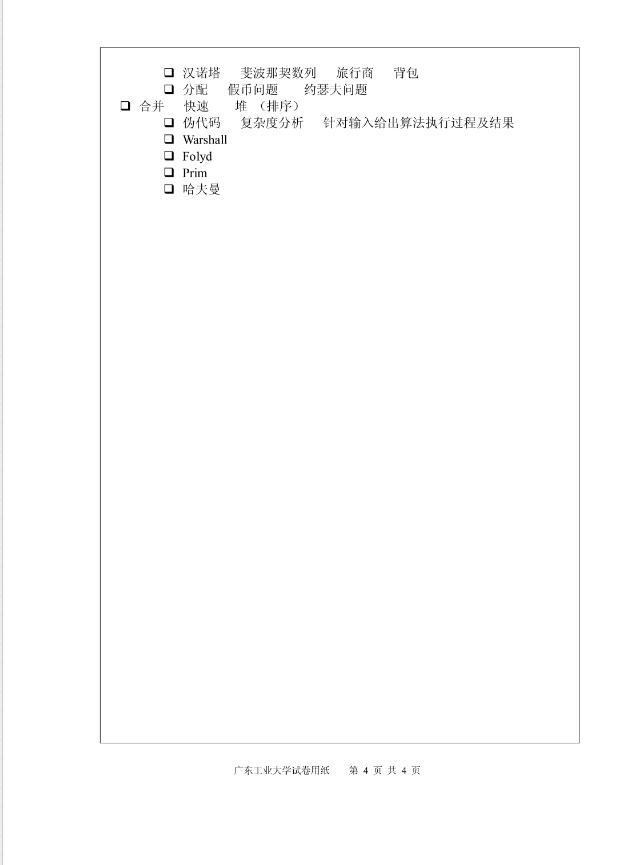 ❑ 汉诺塔 斐波那契数列 旅行商 背包
❑ 分配 假币问题 约瑟夫问题
❑ 合并 快速 堆 （排序）
❑ 伪代码 复杂度分析 针对输入给出算法执行过程及结果
❑ Warshall
❑ Folyd
❑ Prim
❑ 哈夫曼
广东工业大学试卷用纸 第 4 页 共 4 页